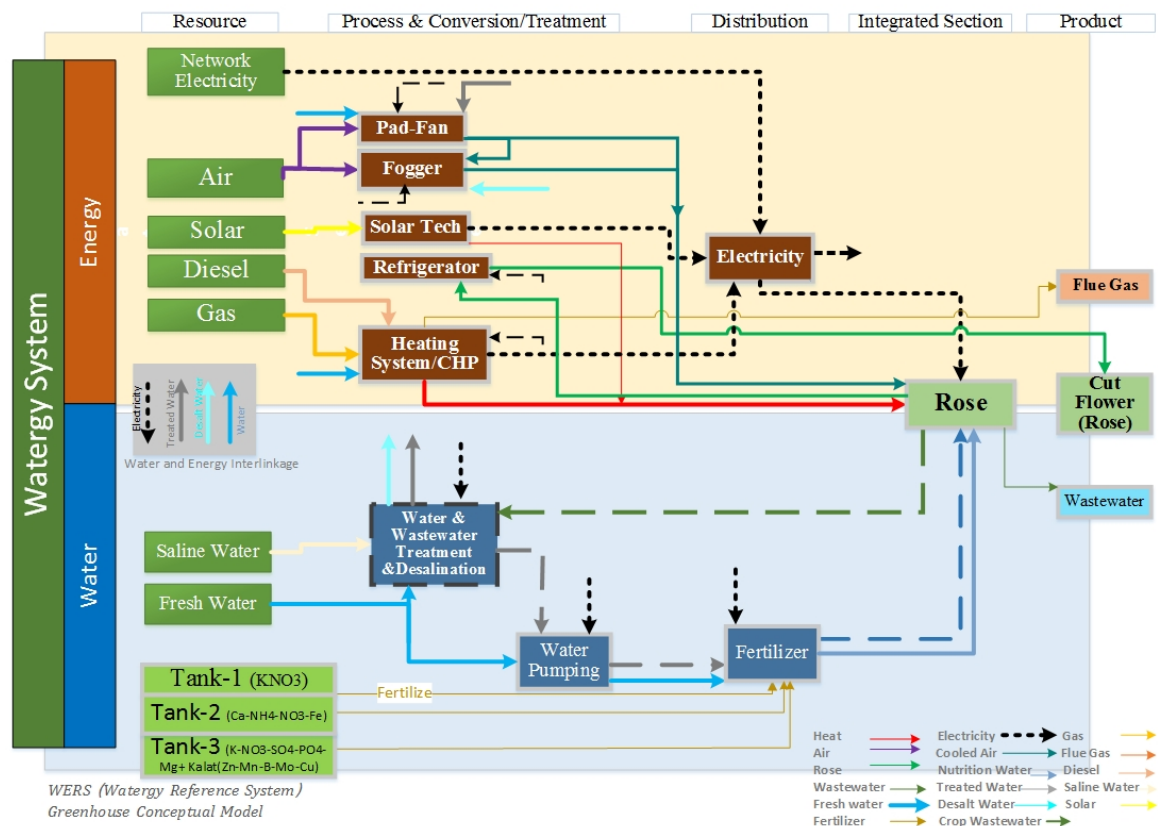 Resource
Process & Conversion/Treatment
Distribution
Integrated Section
Product
Watergy System
Energy
Water
Network
Electricity
Air
Solar
Diesel
Gas
Pad-Fan
Fogger
Solar Tech
Refrigerator
Heating
System/CHP
Electricity
Flue Gas
Rose
Cut
Flower
(Rose)
Wastewater
Electricity
Treated Water
Desalt Water
Water
Water and Energy Interlinkage
Saline Water
Fresh Water
Water &
Wastewater
Treatment
&Desalination
Water
Pumping
Fertilizer
Tank-1 (KNO3)
Fertilize
Tank-2 (Ca-NH4-NO3-Fe)
Tank-3 (K-NO3-SO4-PO4-
Mg+ Kalat(Zn-Mn-B-Mo-Cu)
Heat
Electricity
Gas
Air
Cooled Air
Flue Gas
Rose
Nutrition Water
Diesel
Wastewater
Treated Water
Saline Water
Fresh water
Desalt Water
Solar
Fertilizer
Crop Wastewater
WERS (Watergy Reference System)
Greenhouse Conceptual Model